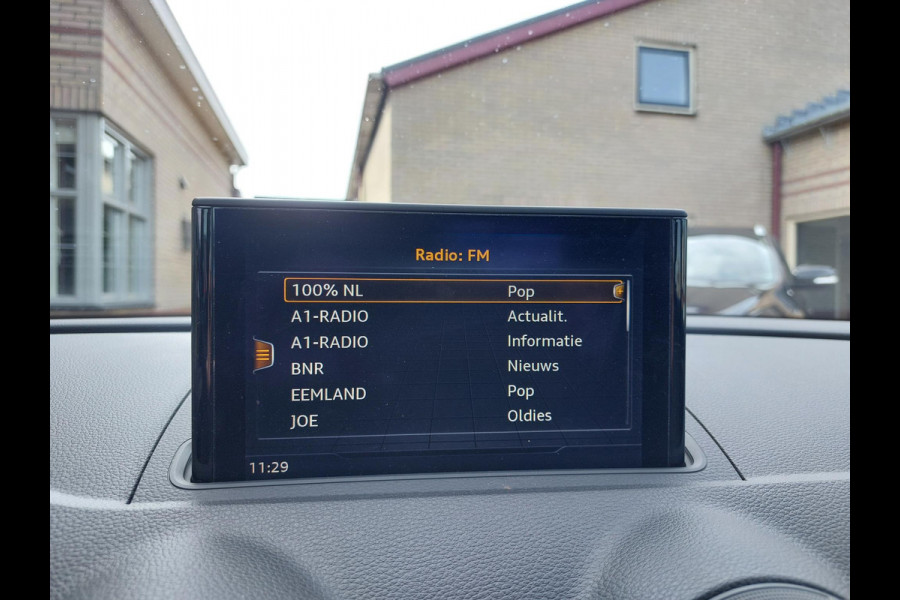 Radio: FM
100% NL Pop
A1-RADIO Actualit.
A1-RADIO Informatie
BNR Nieuws
EEMLAND Pop
JOE Oldies
11:29